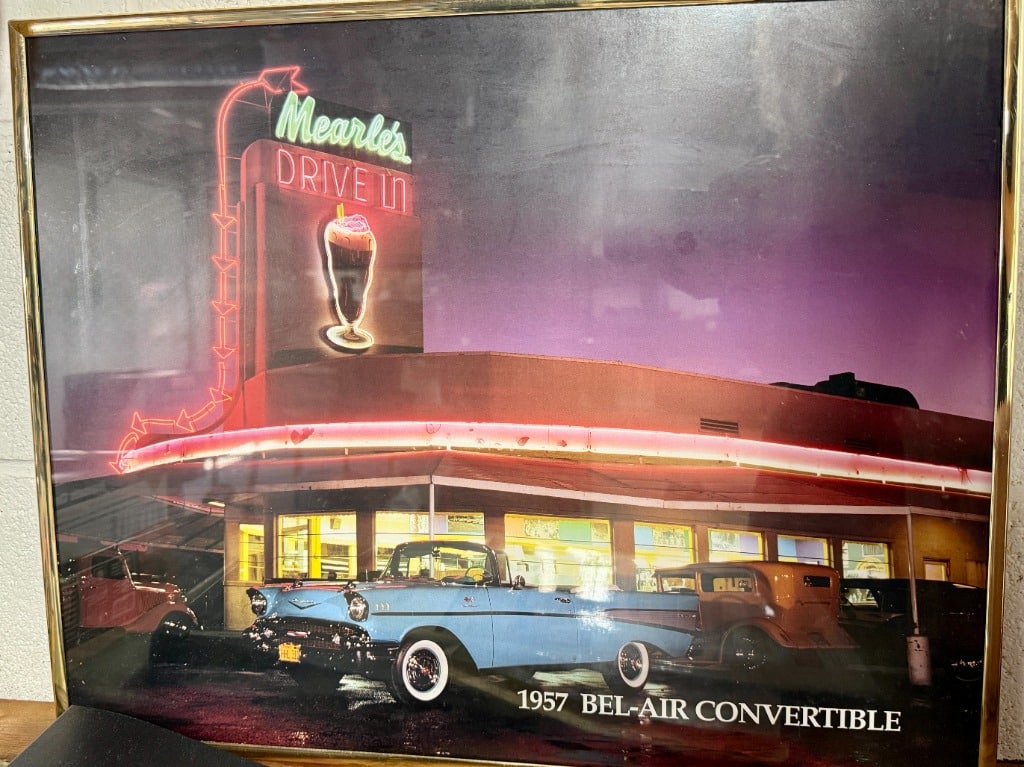 Mearle's
DRIVE IN
1957 BEL-AIR CONVERTIBLE